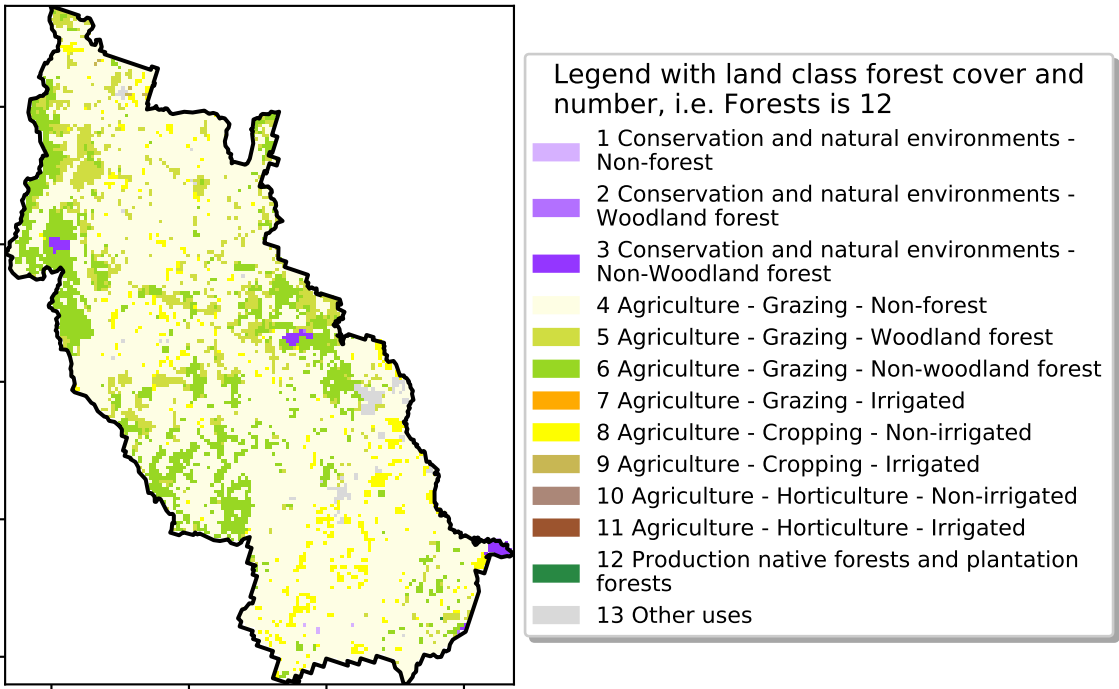 Legend with land class forest cover and
number, i.e. Forests is 12
1 Conservation and natural environments -
Non-forest
2 Conservation and natural environments -
Woodland forest
3 Conservation and natural environments -
Non-Woodland forest
4 Agriculture - Grazing - Non-forest
5 Agriculture - Grazing - Woodland forest
6 Agriculture - Grazing - Non-woodland forest
7 Agriculture - Grazing - Irrigated
8 Agriculture - Cropping - Non-irrigated
9 Agriculture - Cropping - Irrigated
10 Agriculture - Horticulture - Non-irrigated
11 Agriculture - Horticulture - Irrigated
12 Production native forests and plantation
forests
13 Other uses